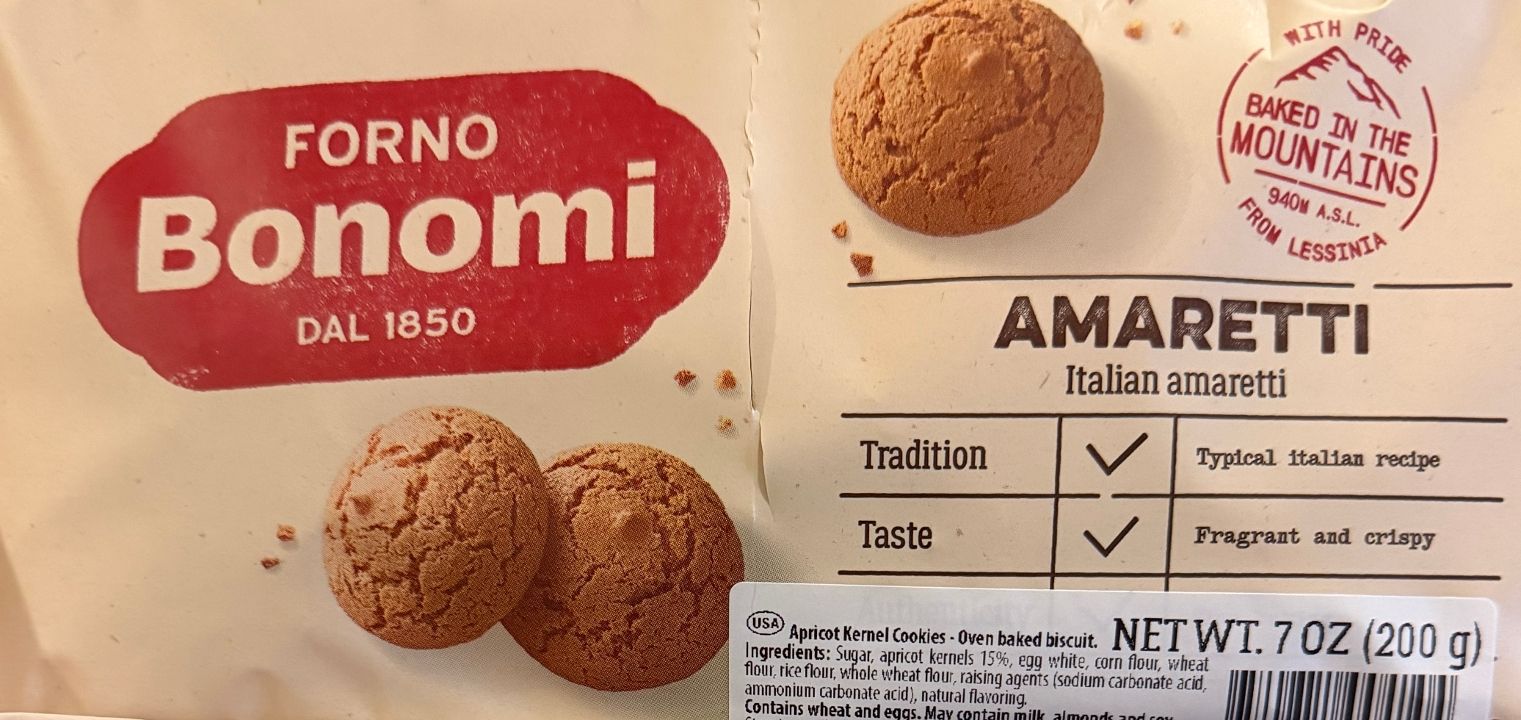 FORNO
Bonomi
DAL 1850
WITH PRIDE
BAKED IN THE
MOUNTAINS
940M A.S.L.
FROM LESSINIA
AMARETTI
Italian amaretti
Tradition Typical italian recipe
Taste Fragrant and crispy
Authenticity
USA Apricot Kernel Cookies - Oven baked biscuit. NET WT. 7 OZ (200 g)
Ingredients: Sugar, apricot kernels 15%, egg white, corn flour, wheat
flour, rice flour, whole wheat flour, raising agents (sodium carbonate acid,
ammonium carbonate acid), natural flavoring.
Contains wheat and eggs. May contain milk, almonds and soy.